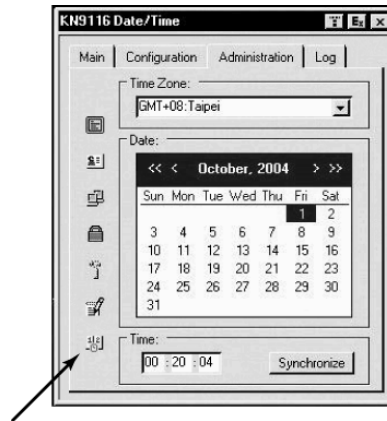 KN9116 Date/Time
Main Configuration Administration Log
Time Zone:
GMT+08:Taipei
Date:
<< < October, 2004 > >>
Sun Mon Tue Wed Thu Fri Sat
1 2
3 4 5 6 7 8 9
10 11 12 13 14 15 16
17 18 19 20 21 22 23
24 25 26 27 28 29 30
31
Time:
00 : 20 : 04 Synchronize